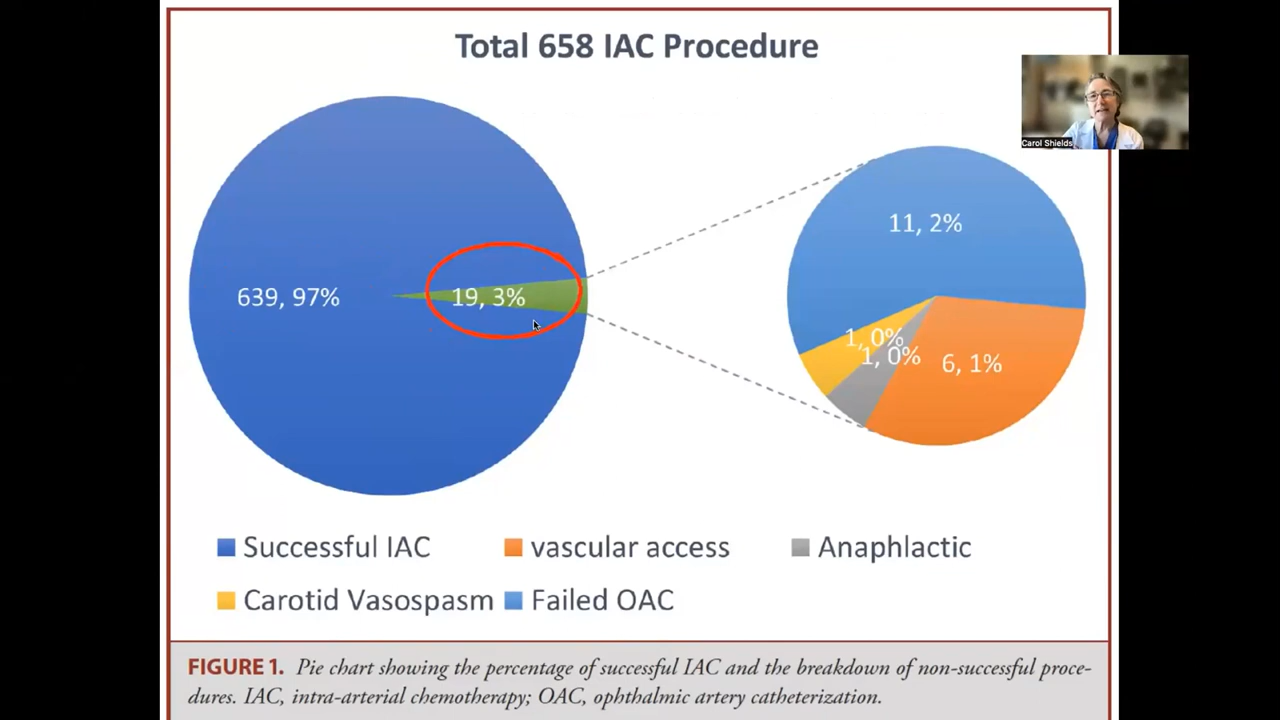 Total 658 IAC Procedure
Carol Shields
639, 97%
19, 3%
11, 2%
1, 0%
1, 0%
6, 1%
Successful IAC
vascular access
Anaphlactic
Carotid Vasospasm
Failed OAC
FIGURE 1. Pie chart showing the percentage of successful IAC and the breakdown of non-successful proce-
dures. IAC, intra-arterial chemotherapy; OAC, ophthalmic artery catheterization.